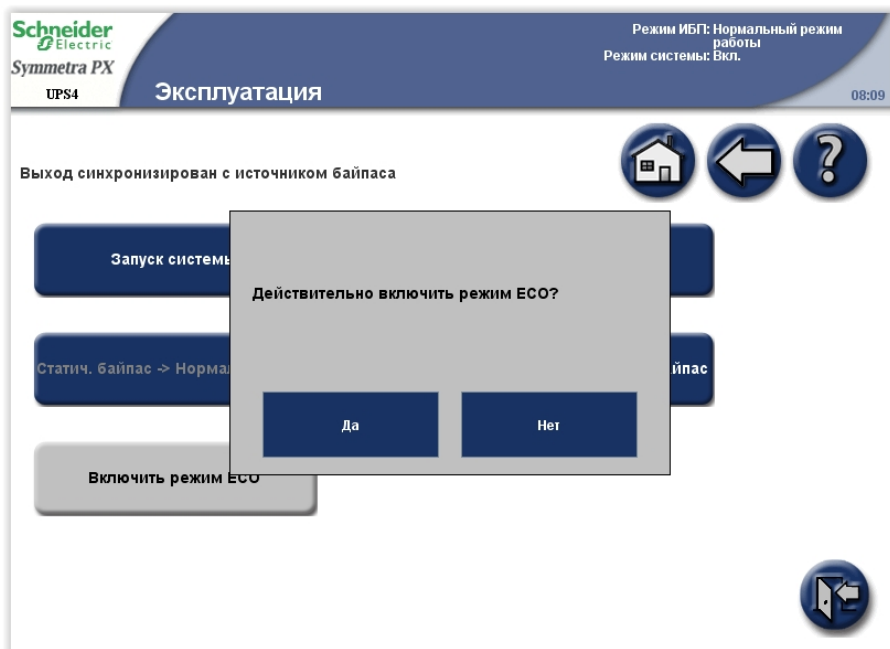 Schneider
Electric
Symmetra PX
UPS4
Эксплуатация
Режим ИБП: Нормальный режим
работы
Режим системы: Вкл.
08:09
Выход синхронизирован с источником байпаса
?
Запуск системы
Действительно включить режим ECO?
Статич. байпас -> Норма
йпас
Да
Нет
Включить режим ECO